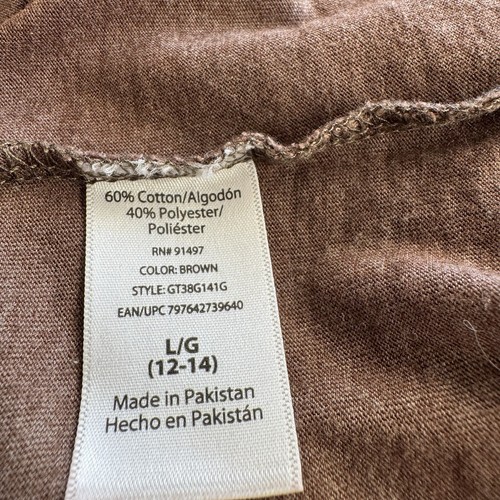 60% Cotton/Algodón
40% Polyester/
Poliéster
RN# 91497
COLOR: BROWN
STYLE: GT38G141G
EAN/UPC 797642739640
L/G
(12-14)
Made in Pakistan
Hecho en Pakistán